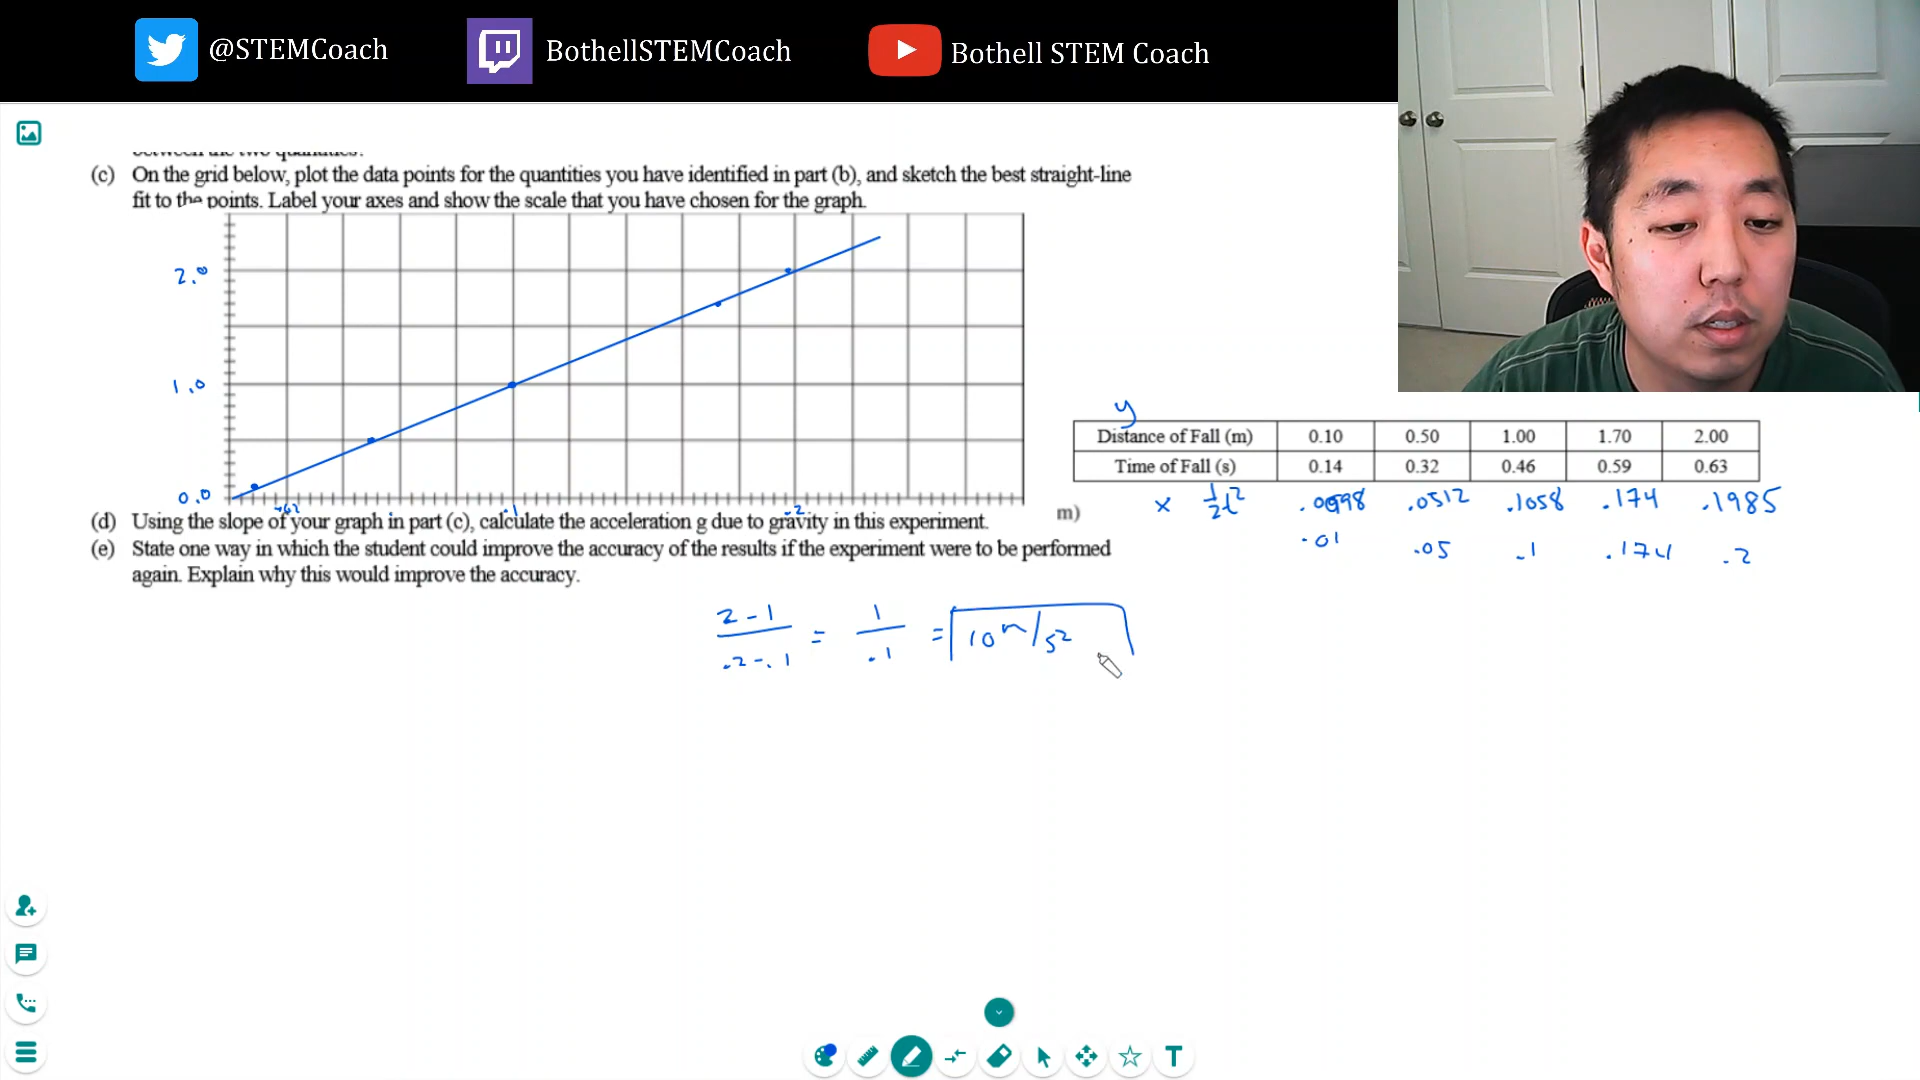 @STEMCoach BothellSTEMCoach Bothell STEM Coach
between the two quantities.
(c) On the grid below, plot the data points for the quantities you have identified in part (b), and sketch the best straight-line
fit to the points. Label your axes and show the scale that you have chosen for the graph.
2.0
1.0
0.0
.1 .2
y
Distance of Fall (m) 0.10 0.50 1.00 1.70 2.00
Time of Fall (s) 0.14 0.32 0.46 0.59 0.63
x ½t² .0098 .0512 .1058 .174 .1985
.01 .05 .1 .174 .2
m)
(d) Using the slope of your graph in part (c), calculate the acceleration g due to gravity in this experiment.
(e) State one way in which the student could improve the accuracy of the results if the experiment were to be performed
again. Explain why this would improve the accuracy.
2-1 / .2-.1 = 1 / .1 = 10 m/s²
T